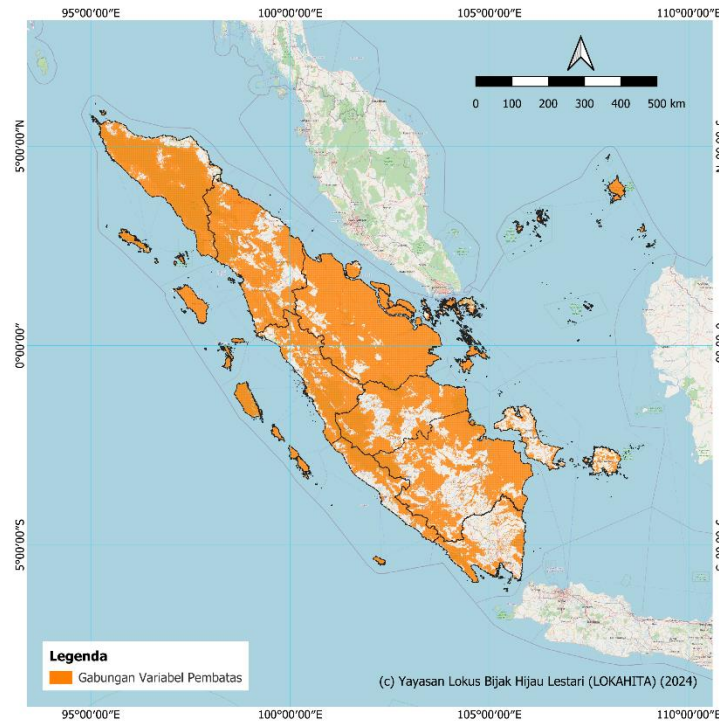 95°00'00"E 100°00'00"E 105°00'00"E 110°00'00"E
0 100 200 300 400 500 km
5°00'00"N
0°00'00"
5°00'00"S
Legenda
Gabungan Variabel Pembatas
(c) Yayasan Lokus Bijak Hijau Lestari (LOKAHITA) (2024)
95°00'00"E 100°00'00"E 105°00'00"E 110°00'00"E